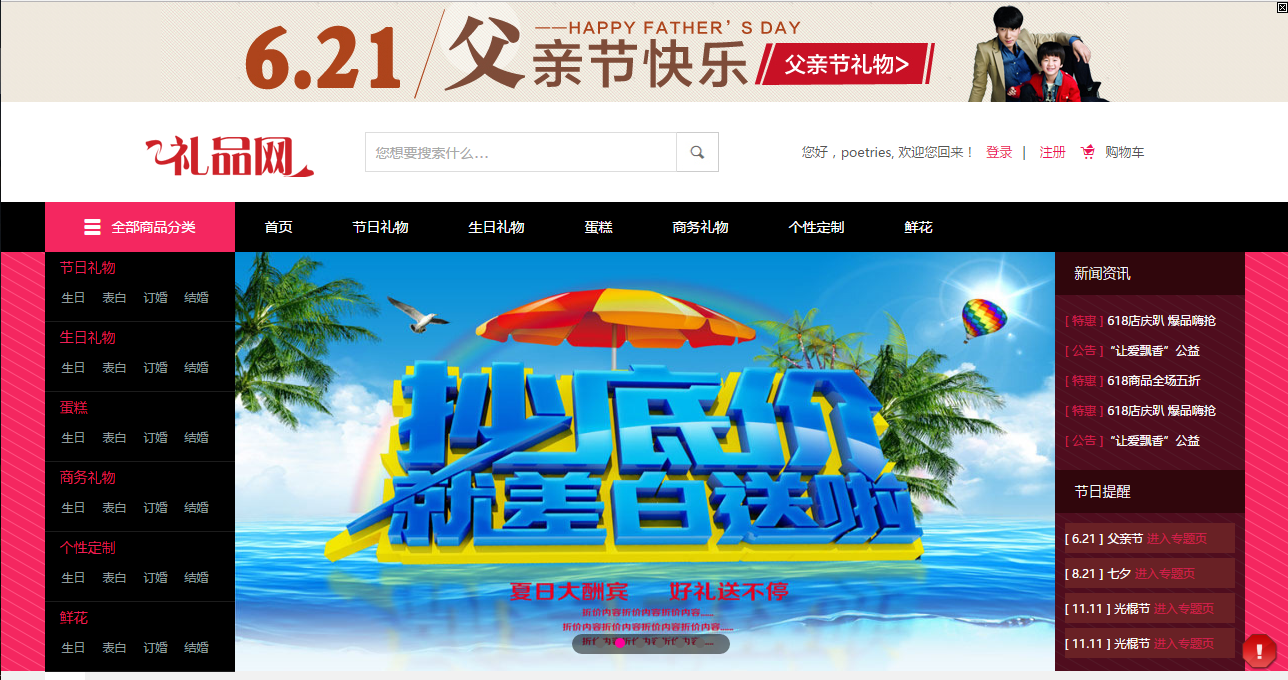 6.21 父亲节快乐
——HAPPY FATHER’S DAY
父亲节礼物>
礼品网
您想要搜索什么...
您好，poetries, 欢迎您回来！ 登录 | 注册 购物车
全部商品分类 首页 节日礼物 生日礼物 蛋糕 商务礼物 个性定制 鲜花
节日礼物
生日 表白 订婚 结婚
生日礼物
生日 表白 订婚 结婚
蛋糕
生日 表白 订婚 结婚
商务礼物
生日 表白 订婚 结婚
个性定制
生日 表白 订婚 结婚
鲜花
生日 表白 订婚 结婚
抄底价
就差白送啦
夏日大酬宾 好礼送不停
折价内容折价内容折价内容......
折价内容折价内容折价内容折价内容......
新闻资讯
[ 特惠 ] 618店庆趴 爆品嗨抢
[ 公告 ] “让爱飘香”公益
[ 特惠 ] 618商品全场五折
[ 特惠 ] 618店庆趴 爆品嗨抢
[ 公告 ] “让爱飘香”公益
节日提醒
[ 6.21 ] 父亲节 进入专题页
[ 8.21 ] 七夕 进入专题页
[ 11.11 ] 光棍节 进入专题页
[ 11.11 ] 光棍节 进入专题页